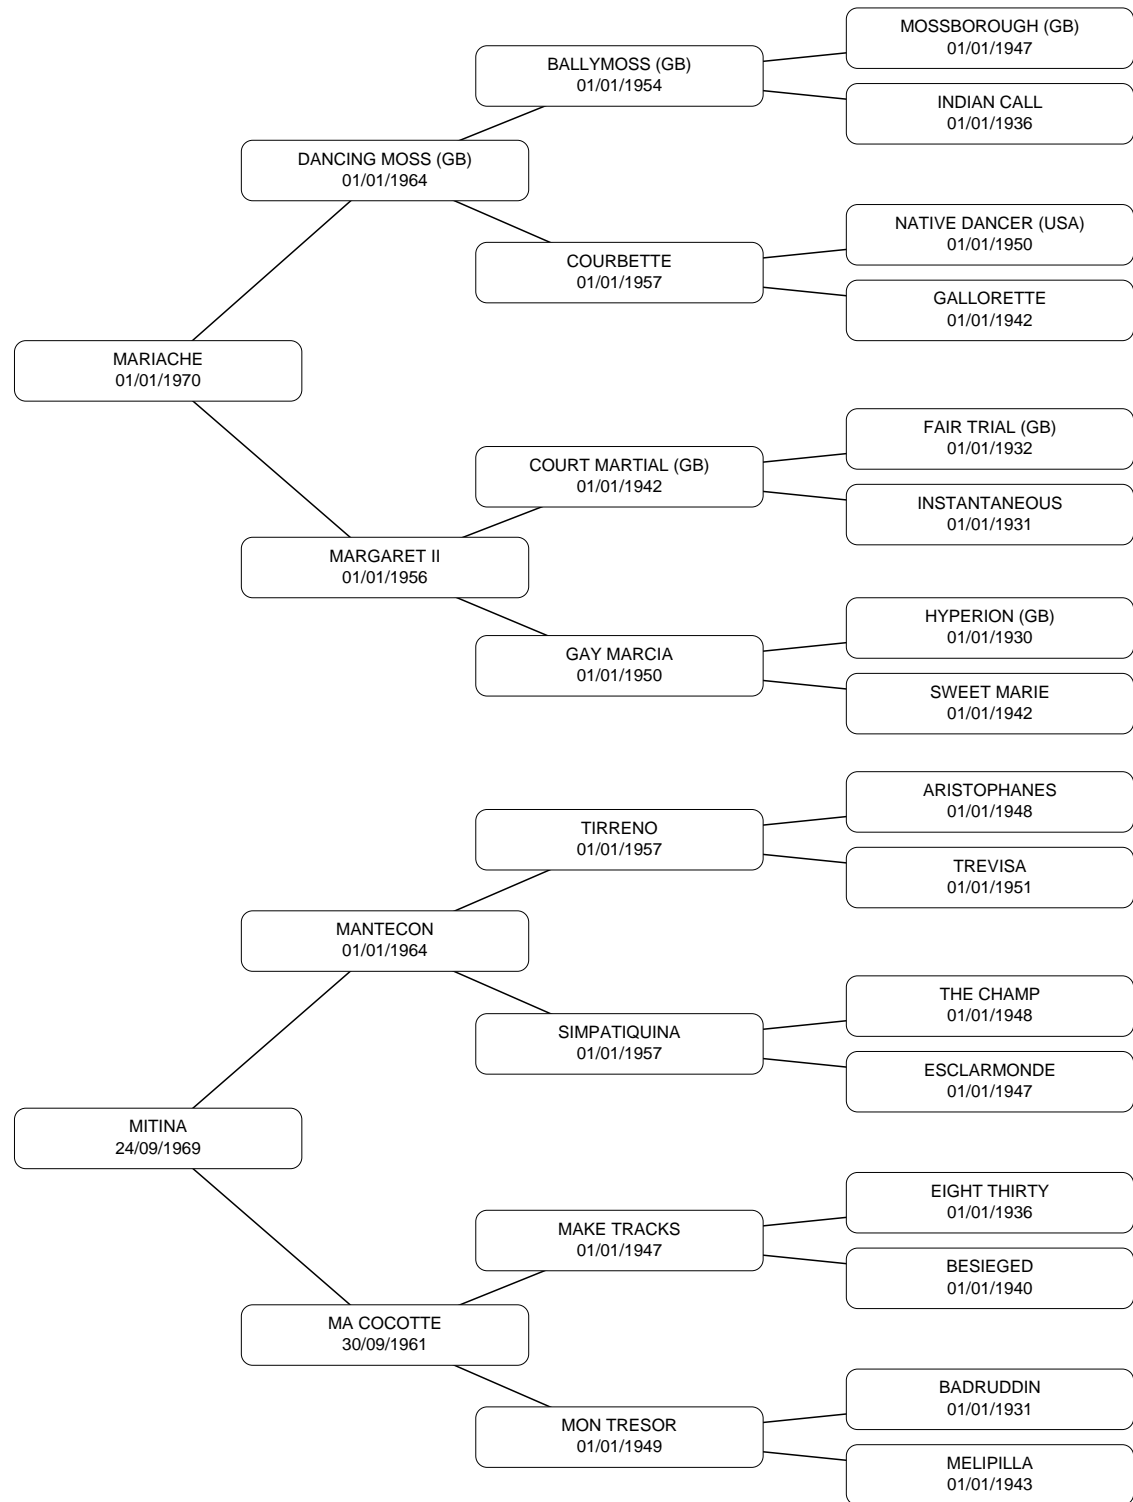 MOSSBOROUGH (GB)
01/01/1947
BALLYMOSS (GB)
01/01/1954
INDIAN CALL
01/01/1936
DANCING MOSS (GB)
01/01/1964
NATIVE DANCER (USA)
01/01/1950
COURBETTE
01/01/1957
GALLORETTE
01/01/1942
MARIACHE
01/01/1970
FAIR TRIAL (GB)
01/01/1932
COURT MARTIAL (GB)
01/01/1942
INSTANTANEOUS
01/01/1931
MARGARET II
01/01/1956
HYPERION (GB)
01/01/1930
GAY MARCIA
01/01/1950
SWEET MARIE
01/01/1942
ARISTOPHANES
01/01/1948
TIRRENO
01/01/1957
TREVISA
01/01/1951
MANTECON
01/01/1964
THE CHAMP
01/01/1948
SIMPATIQUINA
01/01/1957
ESCLARMONDE
01/01/1947
MITINA
24/09/1969
EIGHT THIRTY
01/01/1936
MAKE TRACKS
01/01/1947
BESIEGED
01/01/1940
MA COCOTTE
30/09/1961
BADRUDDIN
01/01/1931
MON TRESOR
01/01/1949
MELIPILLA
01/01/1943